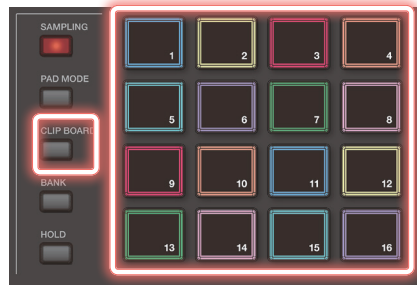 SAMPLING
PAD MODE
CLIP BOARD
BANK
HOLD
1 2 3 4
5 6 7 8
9 10 11 12
13 14 15 16